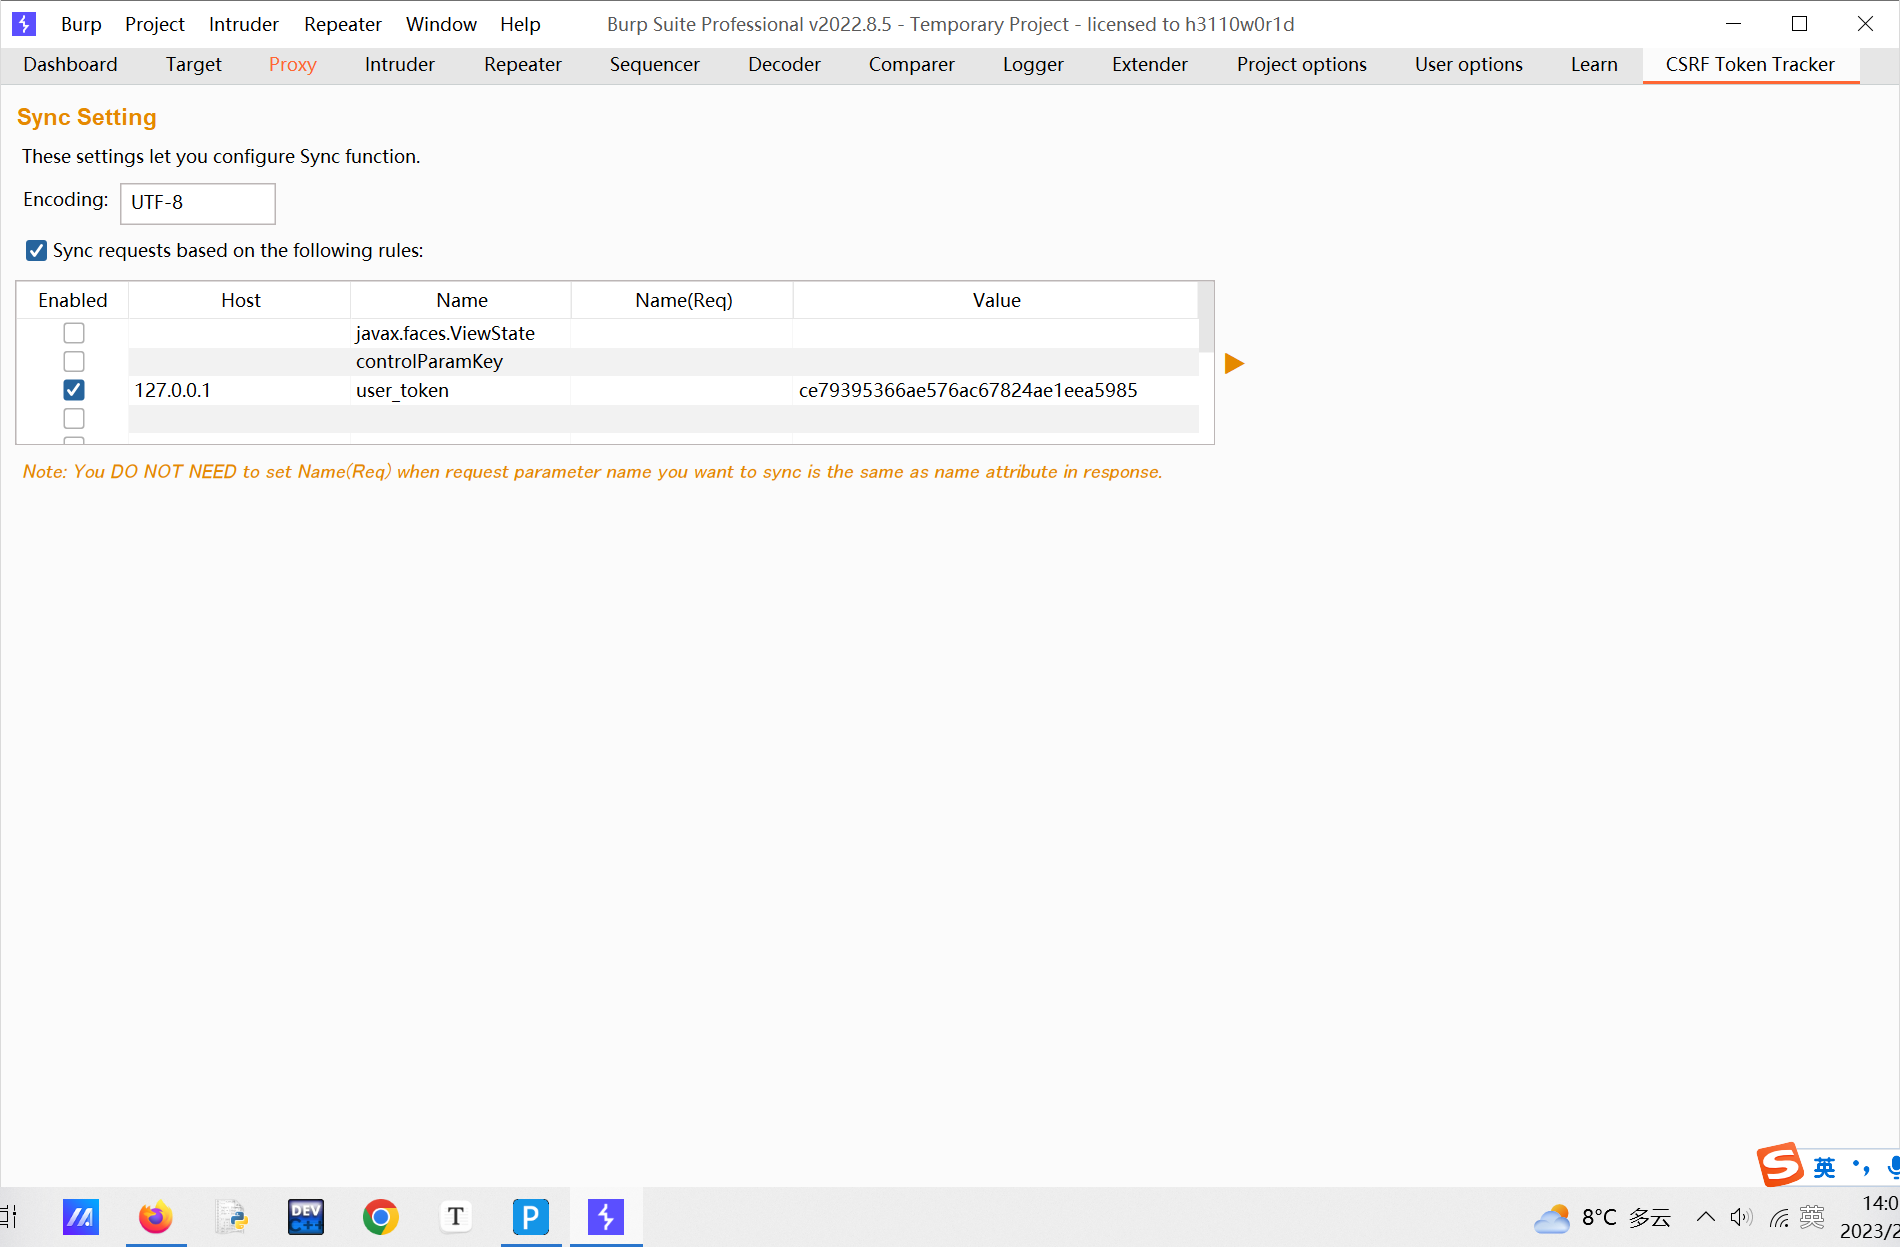 Burp Project Intruder Repeater Window Help Burp Suite Professional v2022.8.5 - Temporary Project - licensed to h3110w0r1d
Dashboard Target Proxy Intruder Repeater Sequencer Decoder Comparer Logger Extender Project options User options Learn CSRF Token Tracker
Sync Setting
These settings let you configure Sync function.
Encoding: UTF-8
Sync requests based on the following rules:
Enabled Host Name Name(Req) Value
javax.faces.ViewState
controlParamKey
127.0.0.1 user_token ce79395366ae576ac67824ae1eea5985
Note: You DO NOT NEED to set Name(Req) when request parameter name you want to sync is the same as name attribute in response.
S 英
DEV C++ T P 8°C 多云 英 14:0
2023/2